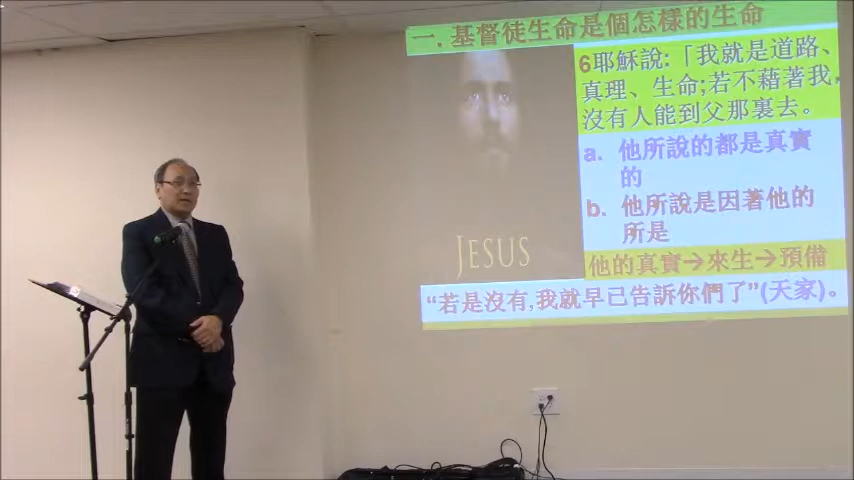 一. 基督徒生命是個怎樣的生命
6耶穌說:「我就是道路、
真理、生命;若不藉著我,
沒有人能到父那裏去。
a. 他所說的都是真實
的
b. 他所說的是因著他的
所是
JESUS
他的真實→來生→預備
“若是沒有,我就早已告訴你們了”(天家).